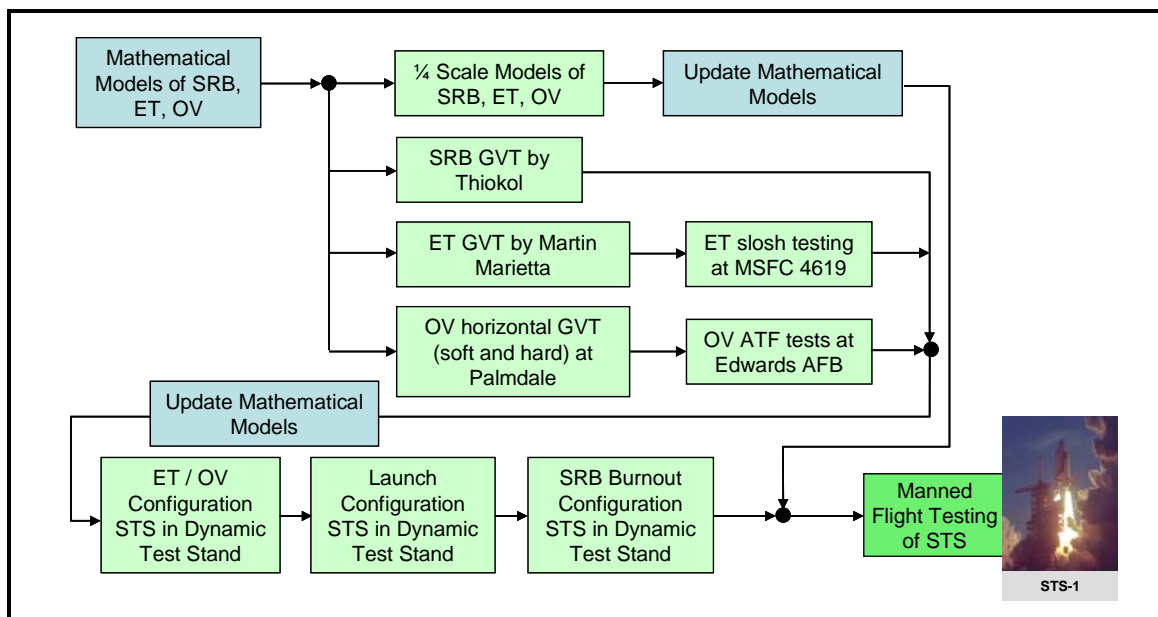 Mathematical
Models of SRB,
ET, OV
¼ Scale Models of
SRB, ET, OV
Update Mathematical
Models
SRB GVT by
Thiokol
ET GVT by Martin
Marietta
ET slosh testing
at MSFC 4619
OV horizontal GVT
(soft and hard) at
Palmdale
OV ATF tests at
Edwards AFB
Update Mathematical
Models
ET / OV
Configuration
STS in Dynamic
Test Stand
Launch
Configuration
STS in Dynamic
Test Stand
SRB Burnout
Configuration
STS in Dynamic
Test Stand
Manned
Flight Testing
of STS
STS-1